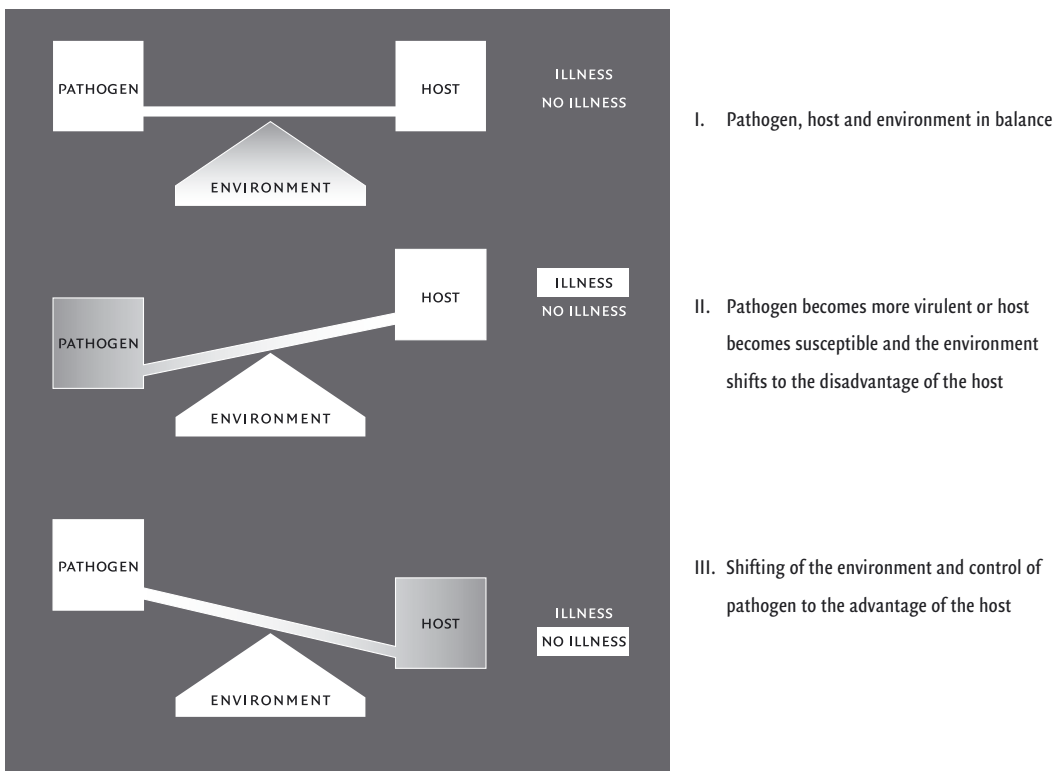 PATHOGEN
HOST
ENVIRONMENT
ILLNESS
NO ILLNESS
I. Pathogen, host and environment in balance
PATHOGEN
HOST
ENVIRONMENT
ILLNESS
NO ILLNESS
II. Pathogen becomes more virulent or host
becomes susceptible and the environment
shifts to the disadvantage of the host
PATHOGEN
HOST
ENVIRONMENT
ILLNESS
NO ILLNESS
III. Shifting of the environment and control of
pathogen to the advantage of the host